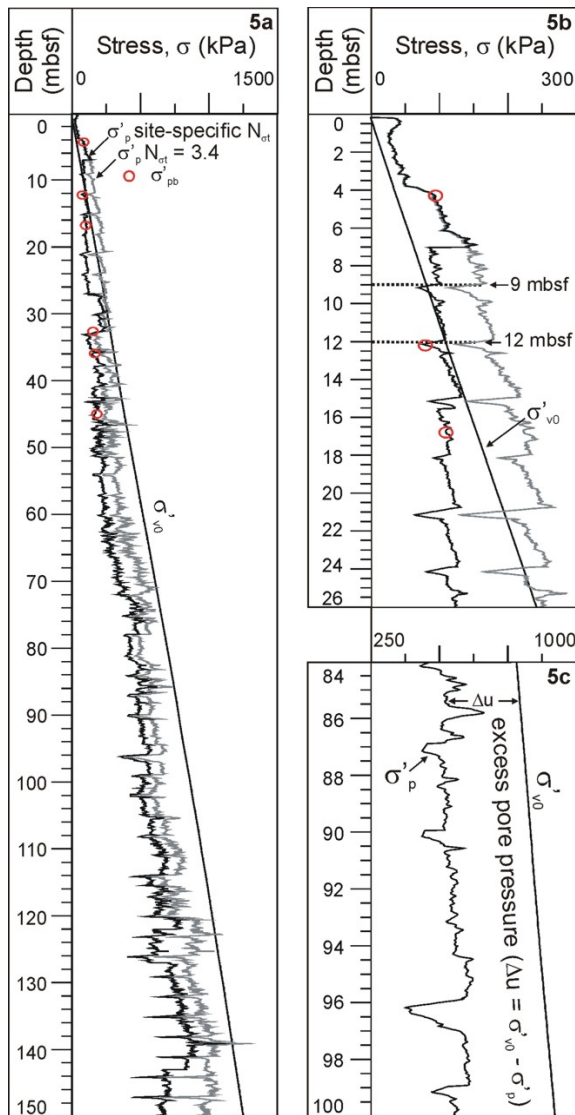 5a
Depth (mbsf)
Stress, σ (kPa)
0 1500
σ'p site-specific Nσt
σ'p Nσt = 3.4
σ'pb
0
10
20
30
40
50
60
70
80
90
100
110
120
130
140
150
σ'v0
5b
Depth (mbsf)
Stress, σ (kPa)
0 300
0
2
4
6
8
10
12
14
16
18
20
22
24
26
9 mbsf
12 mbsf
σ'v0
250 1000
5c
84
86
88
90
92
94
96
98
100
Δu
σ'p
excess pore pressure (Δu = σ'v0 - σ'p)
σ'v0